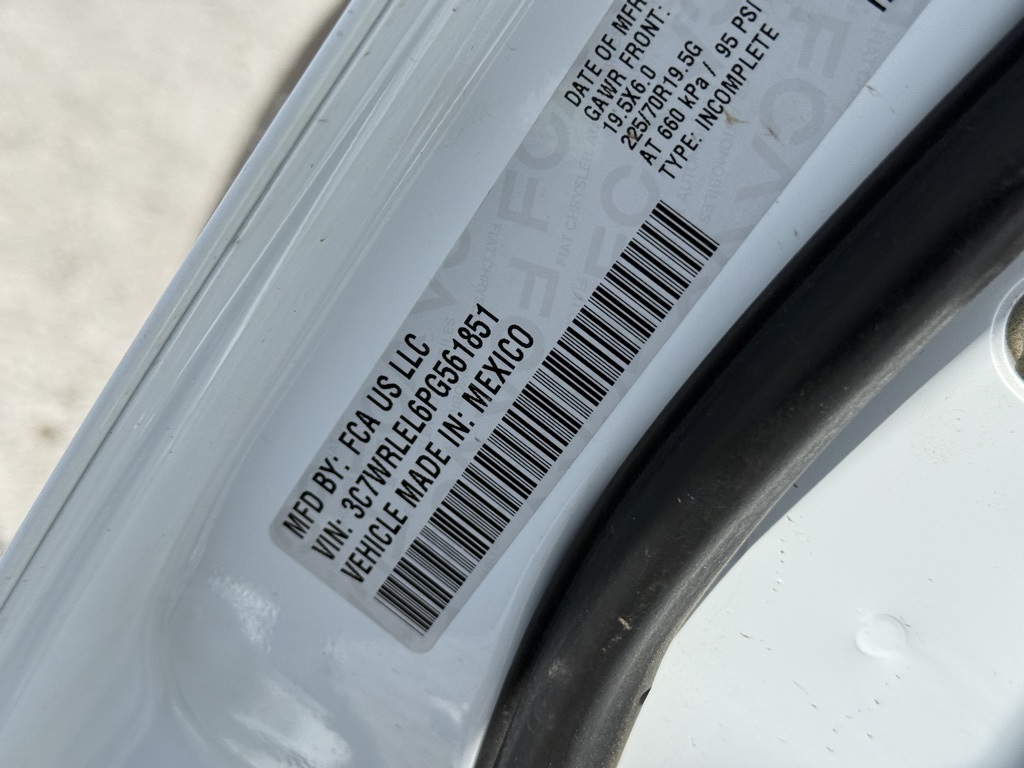 MFD BY: FCA US LLC
VIN: 3C7WRLEL6PG561851
VEHICLE MADE IN: MEXICO
DATE OF MFR
GAWR FRONT:
19.5X6.0
225/70R19.5G
AT 660 kPa / 95 PSI
TYPE: INCOMPLETE